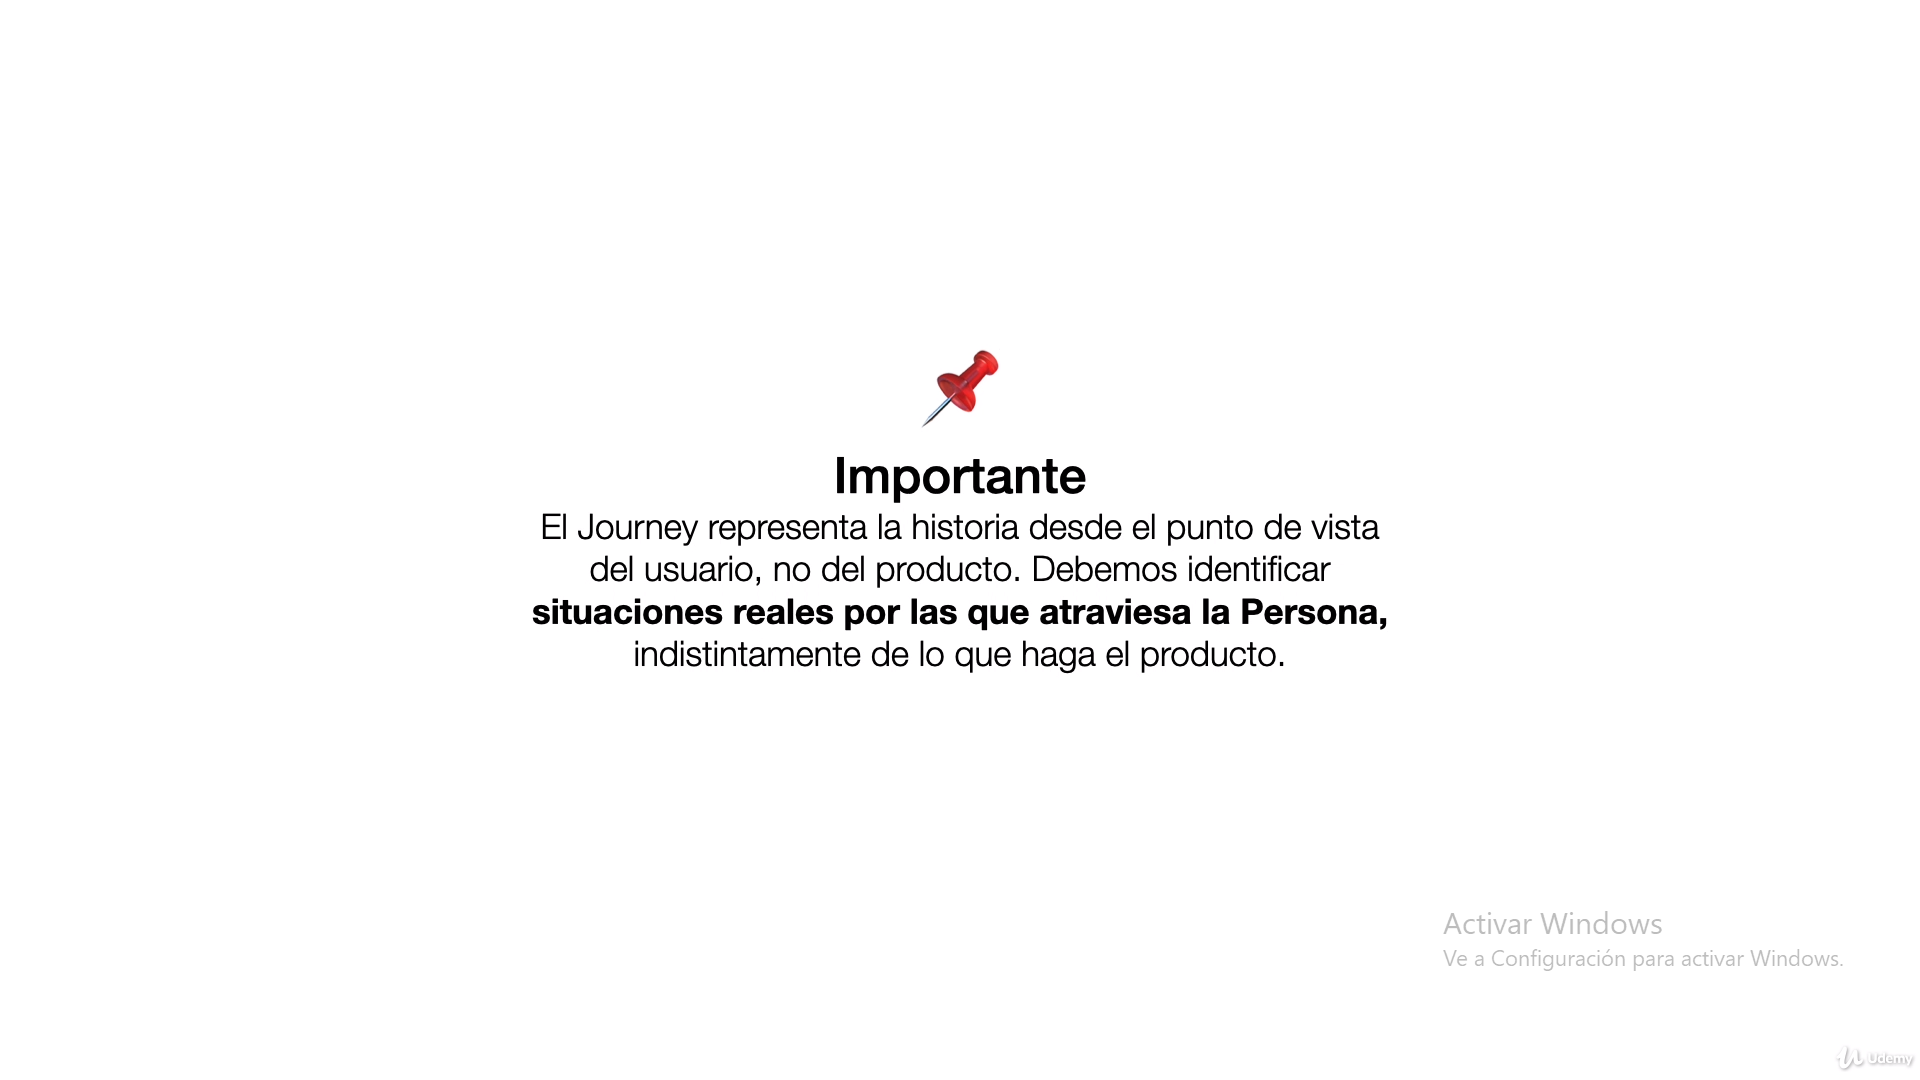 Importante
El Journey representa la historia desde el punto de vista
del usuario, no del producto. Debemos identificar
situaciones reales por las que atraviesa la Persona,
indistintamente de lo que haga el producto.
Activar Windows
Ve a Configuración para activar Windows.
Udemy